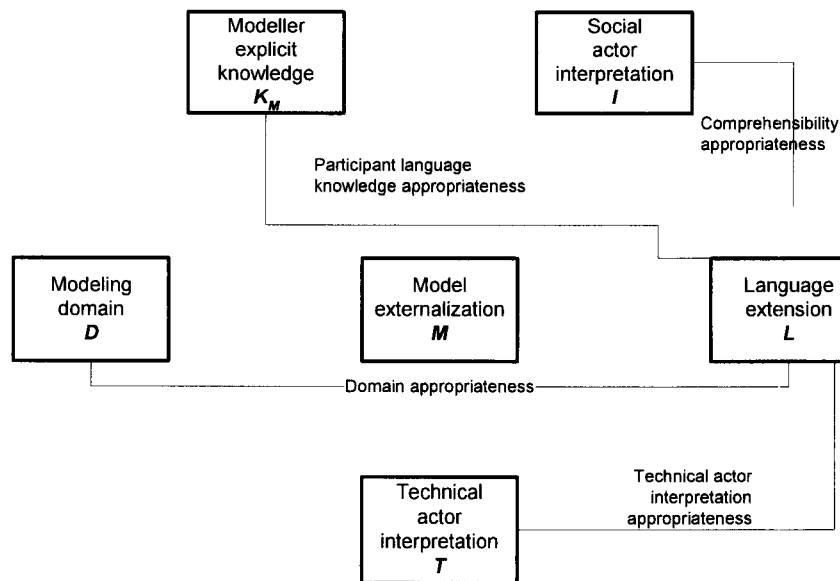 Modeller
explicit
knowledge
K_M
Social
actor
interpretation
I
Comprehensibility
appropriateness
Participant language
knowledge appropriateness
Modeling
domain
D
Model
externalization
M
Language
extension
L
Domain appropriateness
Technical
actor
interpretation
T
Technical actor
interpretation
appropriateness